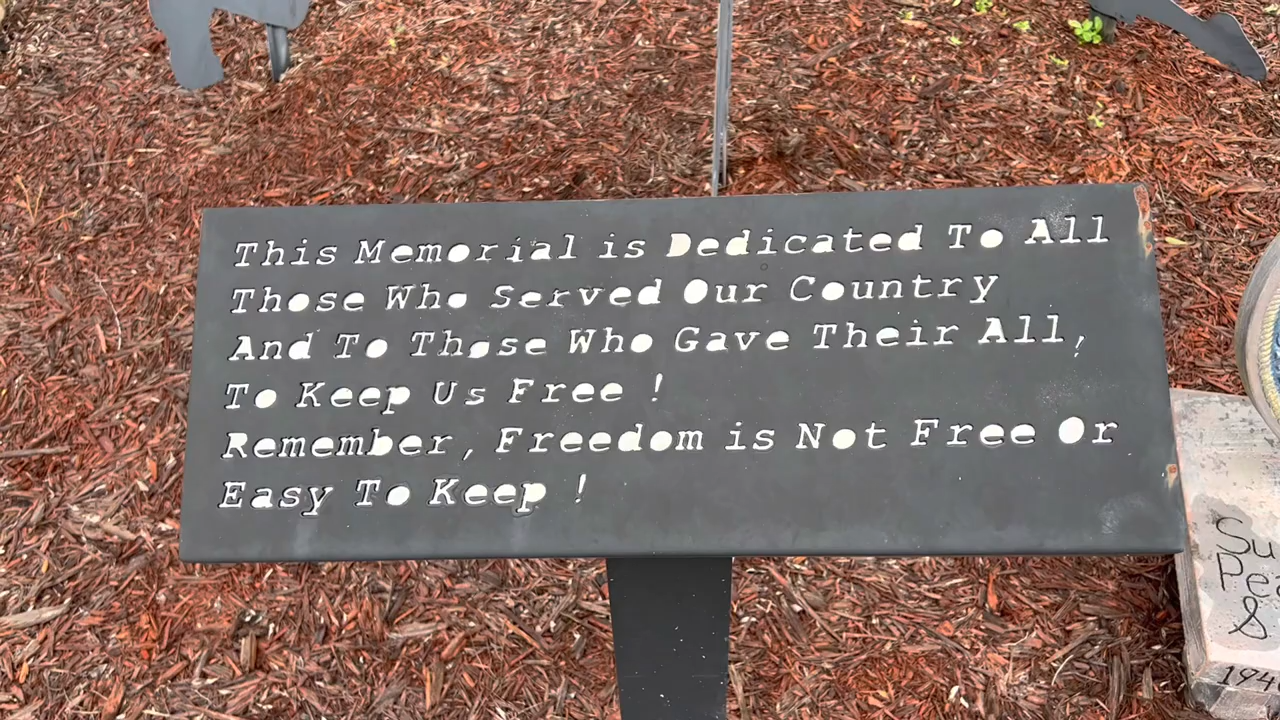 This Memorial is Dedicated To All
Those Who Served Our Country
And To Those Who Gave Their All,
To Keep Us Free !
Remember, Freedom is Not Free Or
Easy To Keep !
&